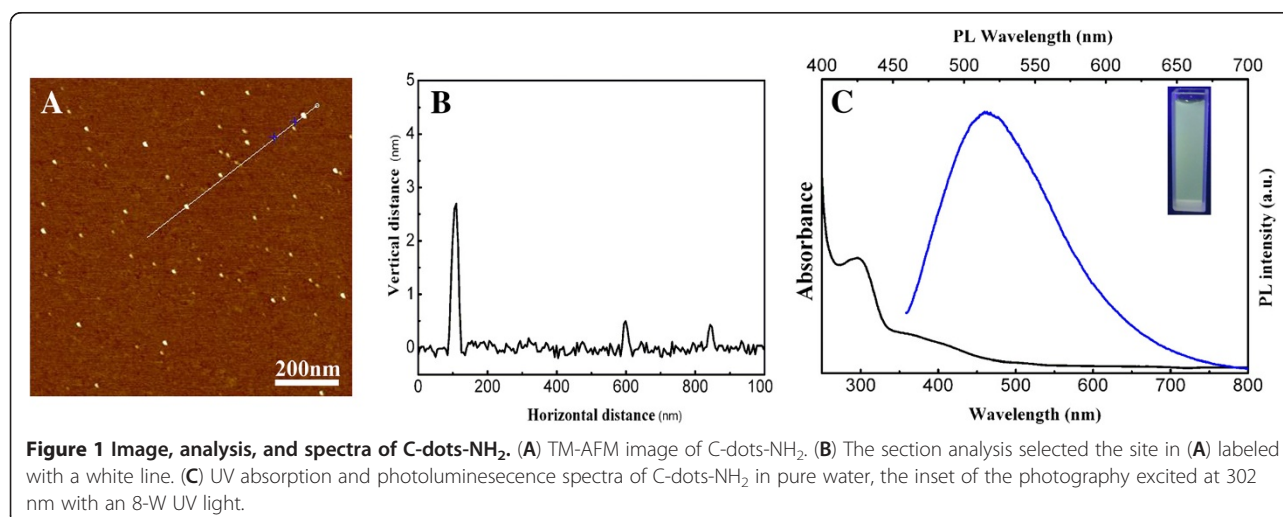 A
200nm
B
Vertical distance (nm)
5
4
3
2
1
0
0 200 400 600 800 100
Horizontal distance (nm)
PL Wavelength (nm)
400 450 500 550 600 650 700
C
Absorbance
PL intensity (a.u.)
300 400 500 600 700 800
Wavelength (nm)
Figure 1 Image, analysis, and spectra of C-dots-NH₂. (A) TM-AFM image of C-dots-NH₂. (B) The section analysis selected the site in (A) labeled
with a white line. (C) UV absorption and photoluminesecence spectra of C-dots-NH₂ in pure water, the inset of the photography excited at 302
nm with an 8-W UV light.